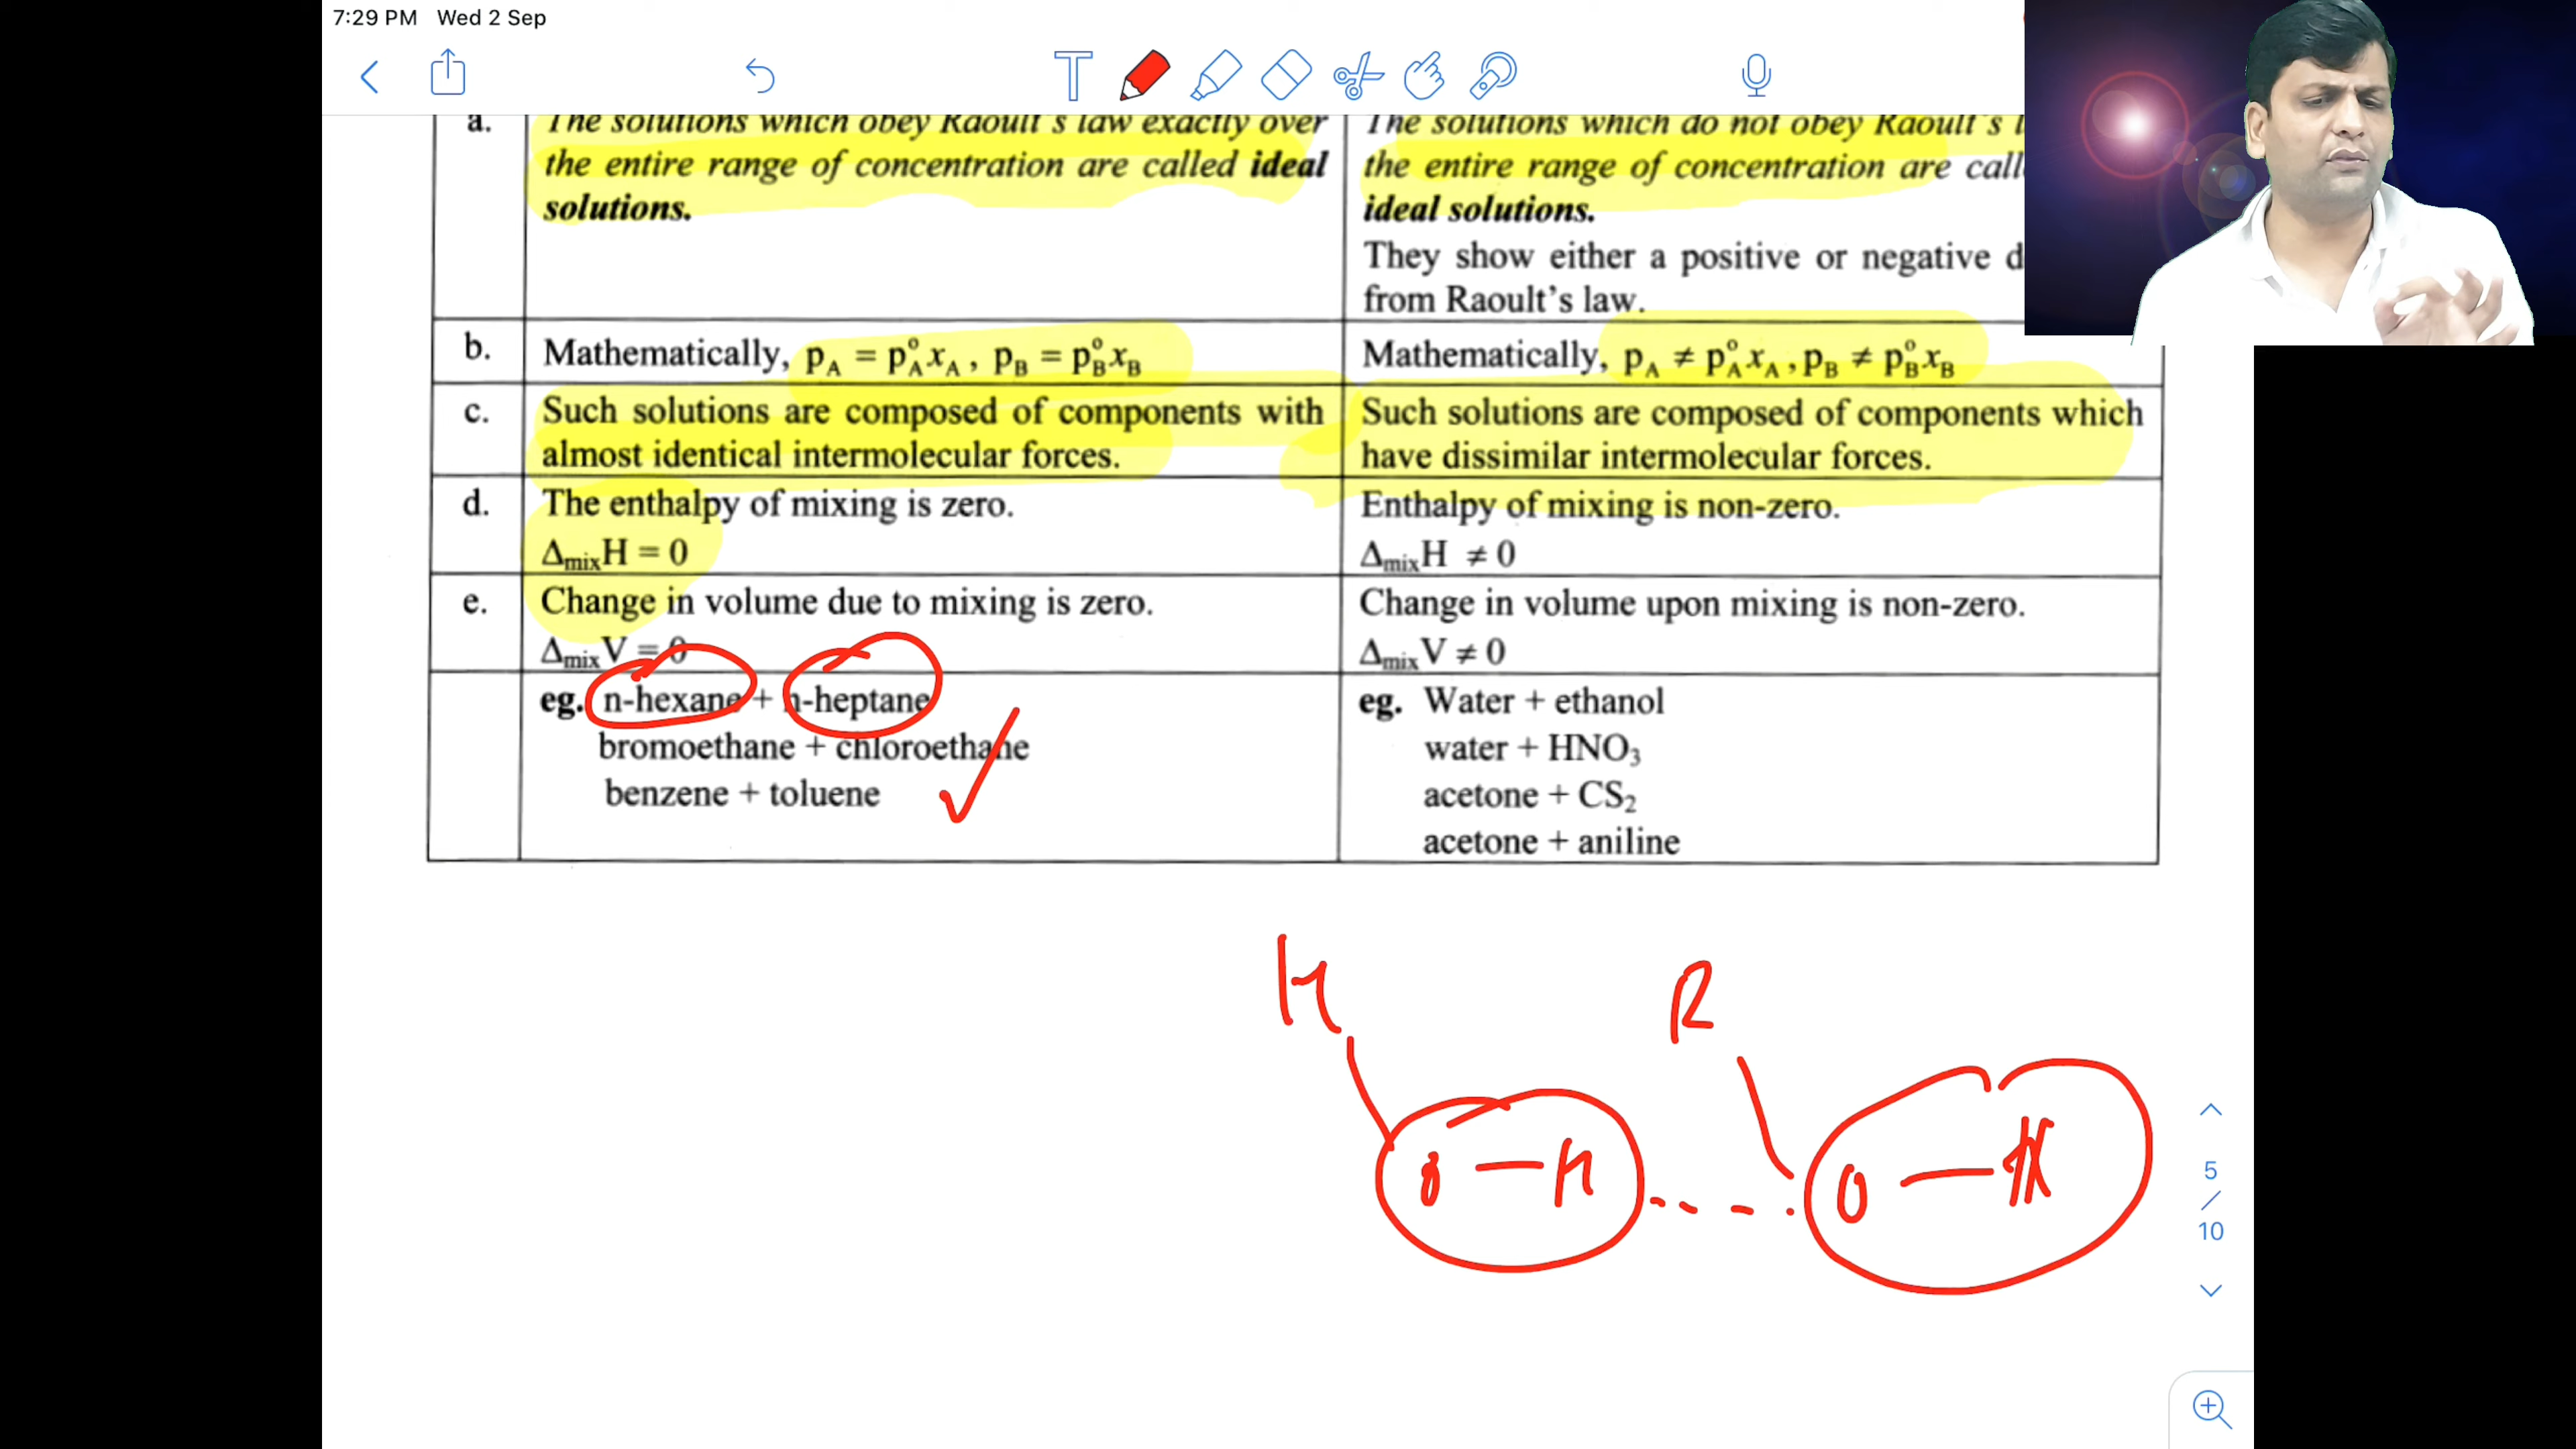 7:29 PM Wed 2 Sep
T
a. The solutions which obey Raoult's law exactly over
the entire range of concentration are called ideal
solutions.
The solutions which do not obey Raoult's
the entire range of concentration are
ideal solutions.
They show either a positive or negative
from Raoult's law.
b. Mathematically, pA = p°A xA , pB = p°B xB
Mathematically, pA ≠ p°A xA , pB ≠ p°B xB
c. Such solutions are composed of components with
almost identical intermolecular forces.
Such solutions are composed of components which
have dissimilar intermolecular forces.
d. The enthalpy of mixing is zero.
ΔmixH = 0
Enthalpy of mixing is non-zero.
ΔmixH ≠ 0
e. Change in volume due to mixing is zero.
ΔmixV = 0
Change in volume upon mixing is non-zero.
ΔmixV ≠ 0
eg. n-hexane + n-heptane
bromoethane + chloroethane
benzene + toluene
eg. Water + ethanol
water + HNO₃
acetone + CS₂
acetone + aniline
H R
O — H ---- O — H
5
/
10